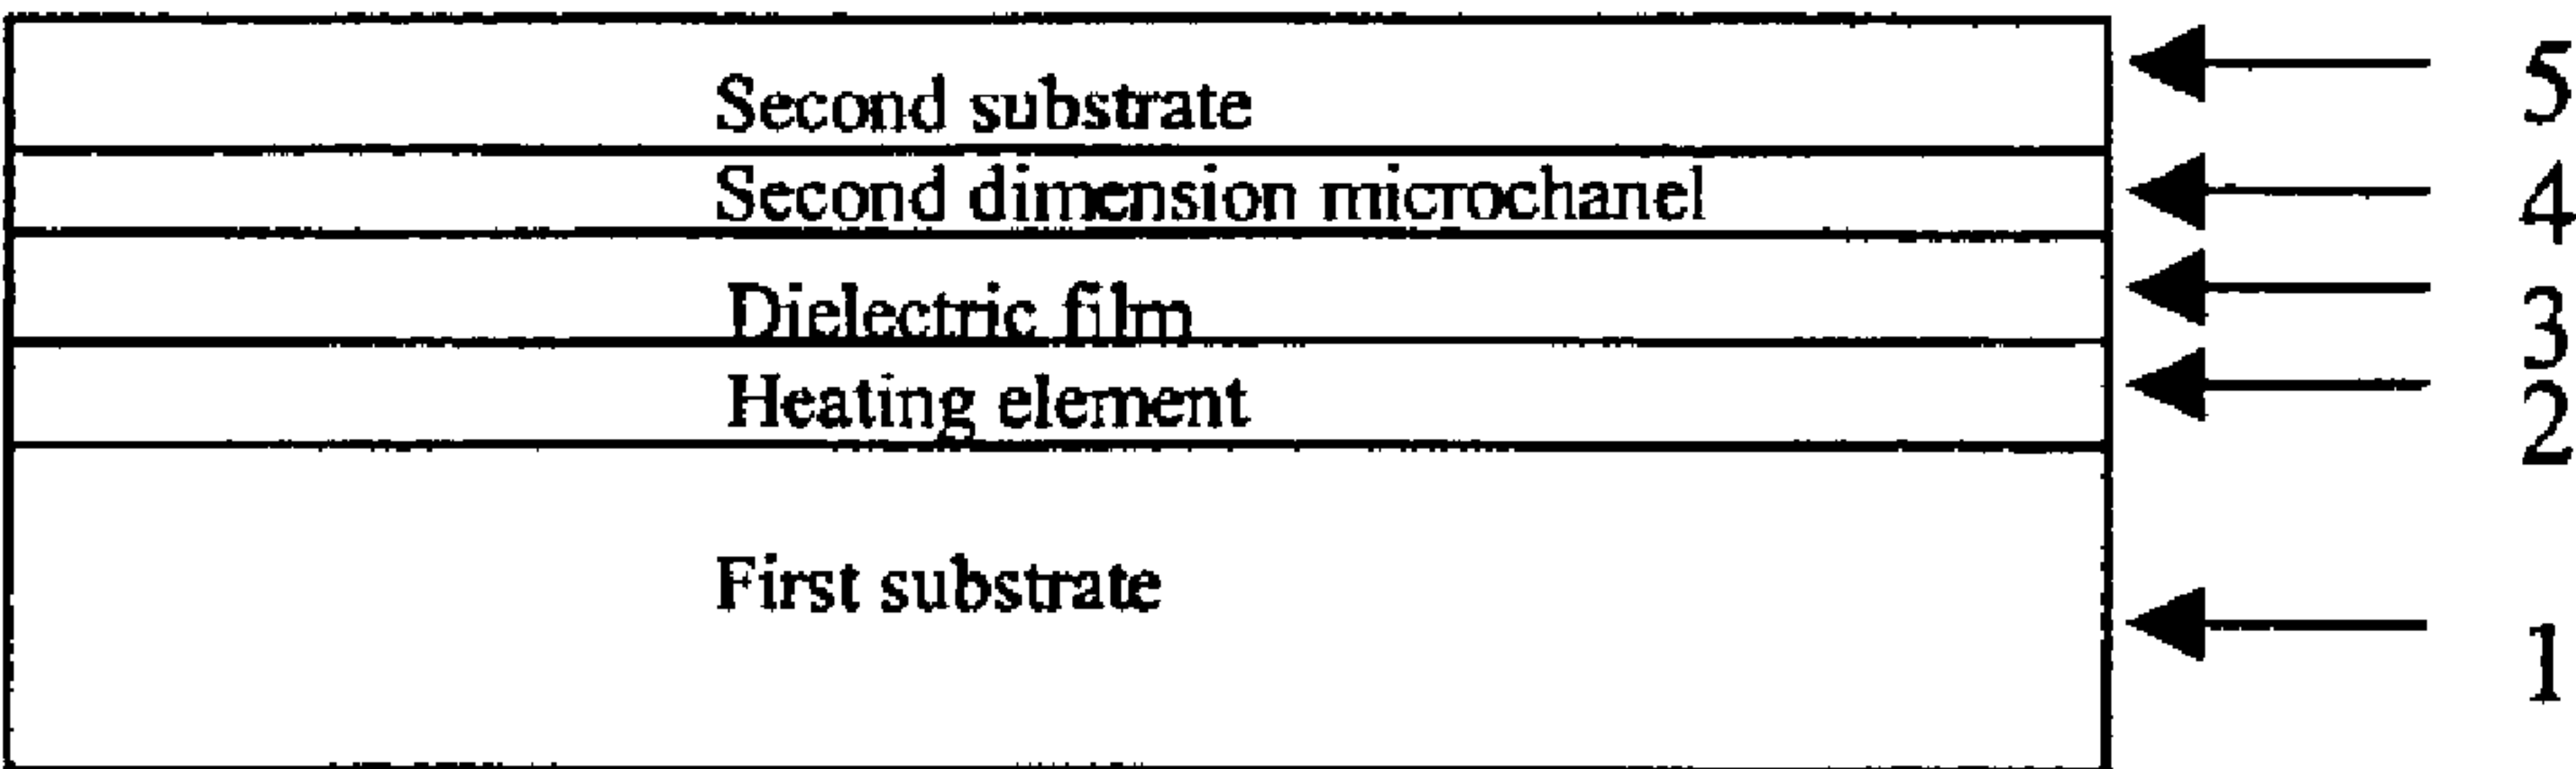 Second substrate 5
Second dimension microchanel 4
Dielectric film 3
Heating element 2
First substrate 1